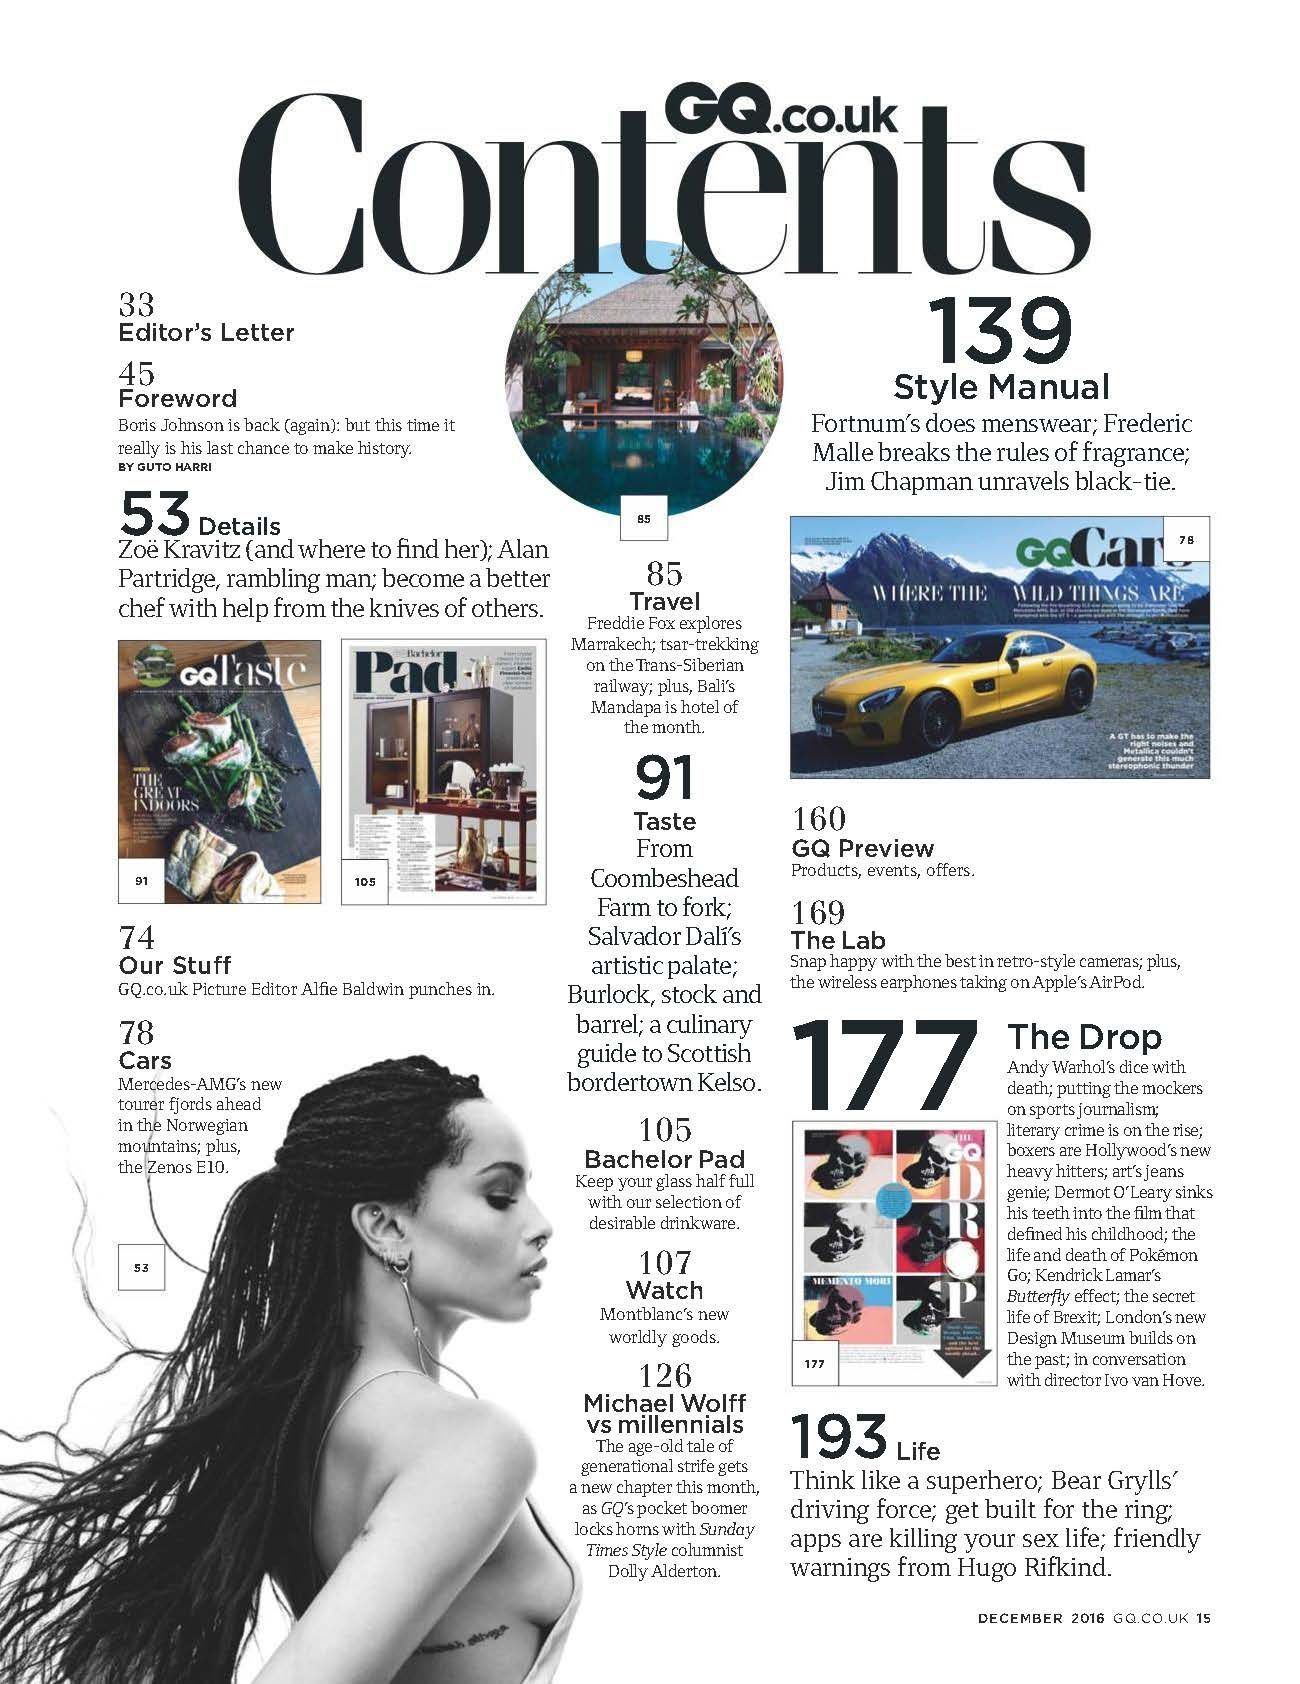 GQ.co.uk
Contents
33
Editor's Letter
45
Foreword
Boris Johnson is back (again): but this time it
really is his last chance to make history.
BY GUTO HARRI
53 Details
Zoë Kravitz (and where to find her); Alan
Partridge, rambling man; become a better
chef with help from the knives of others.
GQ Taste
THE
GREAT
INDOORS
91
Bachelor
Pad
105
74
Our Stuff
GQ.co.uk Picture Editor Alfie Baldwin punches in.
78
Cars
Mercedes-AMG's new
tourer fjords ahead
in the Norwegian
mountains; plus,
the Zenos E10.
53
85
85
Travel
Freddie Fox explores
Marrakech; tsar-trekking
on the Trans-Siberian
railway; plus, Bali's
Mandapa is hotel of
the month.
91
Taste
From
Coombeshead
Farm to fork;
Salvador Dalí's
artistic palate;
Burlock, stock and
barrel; a culinary
guide to Scottish
bordertown Kelso.
105
Bachelor Pad
Keep your glass half full
with our selection of
desirable drinkware.
107
Watch
Montblanc's new
worldly goods.
126
Michael Wolff
vs millennials
The age-old tale of
generational strife gets
a new chapter this month,
as GQ's pocket boomer
locks horns with Sunday
Times Style columnist
Dolly Alderton.
139
Style Manual
Fortnum's does menswear; Frederic
Malle breaks the rules of fragrance;
Jim Chapman unravels black-tie.
GQ Cars
78
WHERE THE WILD THINGS ARE
A GT has to make the
right noises and
Metallica couldn't
generate this much
stereophonic thunder
160
GQ Preview
Products, events, offers.
169
The Lab
Snap happy with the best in retro-style cameras; plus,
the wireless earphones taking on Apple's AirPod.
177
The Drop
Andy Warhol's dice with
death; putting the mockers
on sports journalism;
literary crime is on the rise;
boxers are Hollywood's new
heavy hitters; art's jeans
genie; Dermot O'Leary sinks
his teeth into the film that
defined his childhood; the
life and death of Pokémon
Go; Kendrick Lamar's
Butterfly effect; the secret
life of Brexit; London's new
Design Museum builds on
the past; in conversation
with director Ivo van Hove.
THE
GQ
DROP
MEMENTO MORI
177
193 Life
Think like a superhero; Bear Grylls'
driving force; get built for the ring;
apps are killing your sex life; friendly
warnings from Hugo Rifkind.
DECEMBER 2016 GQ.CO.UK 15